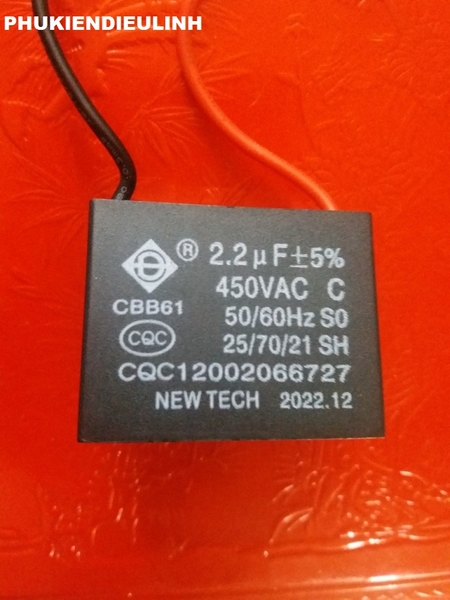 PHUKIENDIEULINH
® 2.2 µF±5%
CBB61 450VAC C
50/60Hz S0
CQC 25/70/21 SH
CQC12002066727
NEW TECH 2022.12